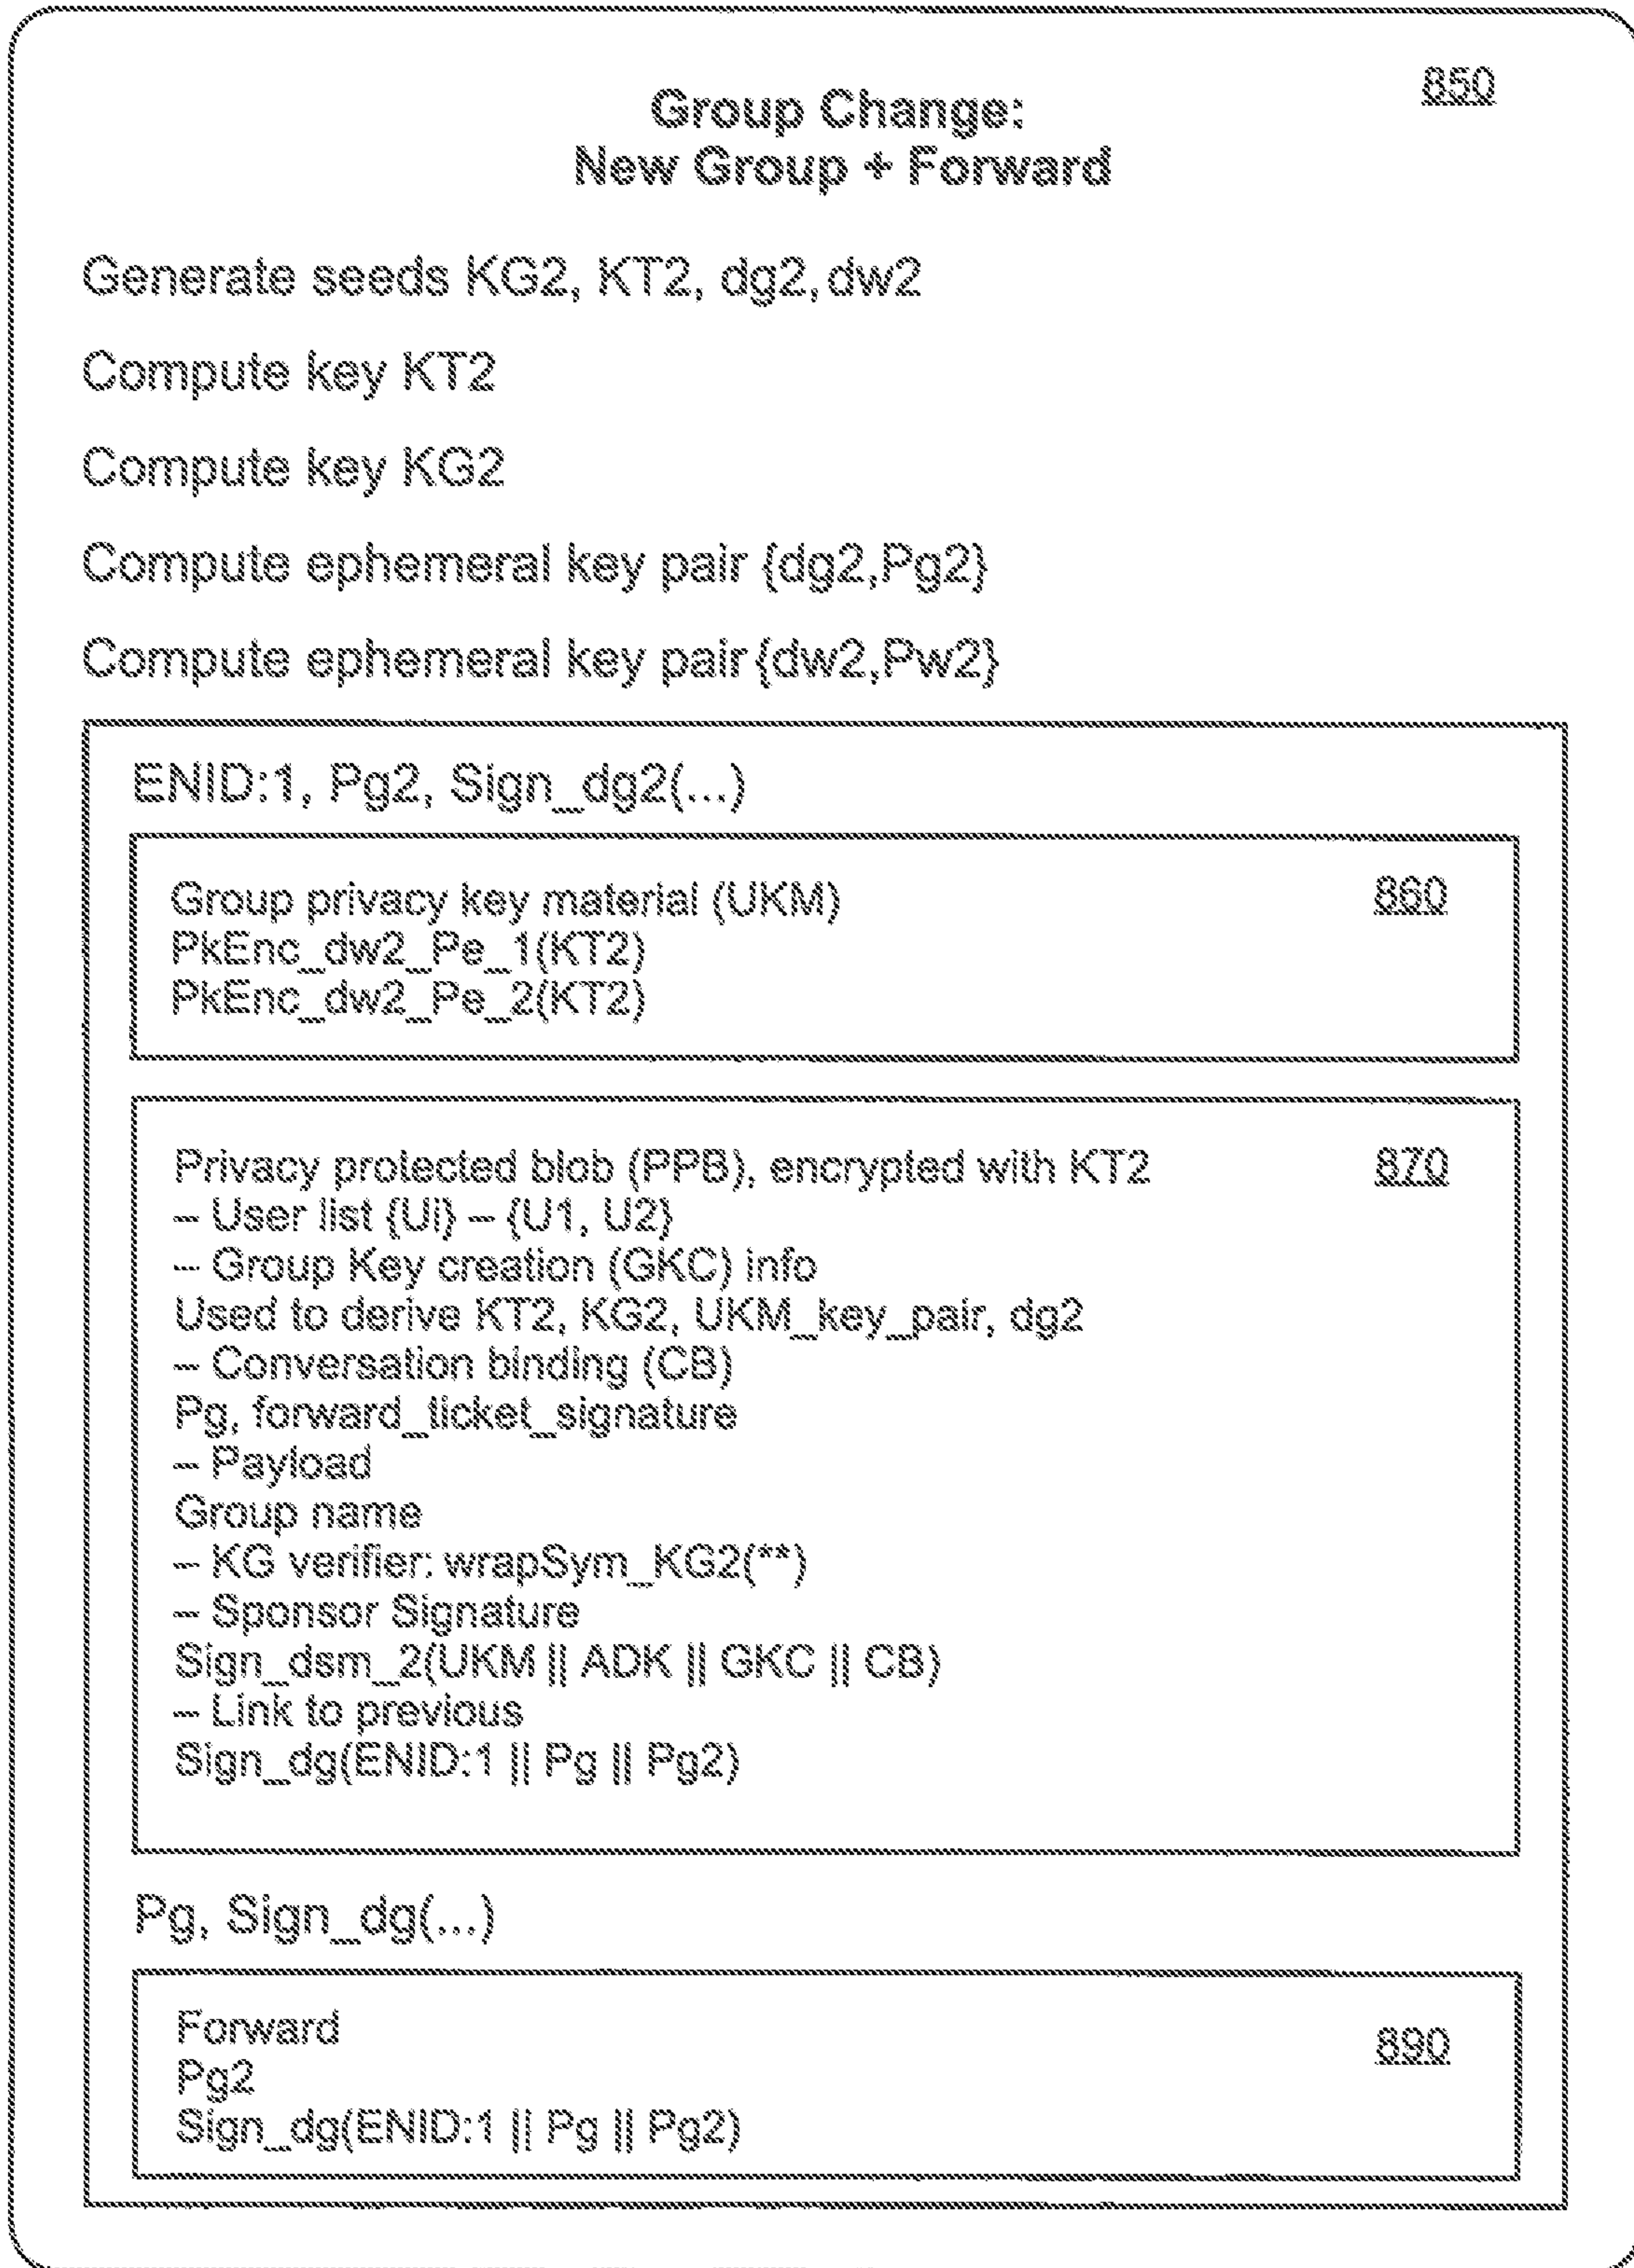 850
Group Change:
New Group + Forward
Generate seeds KG2, KT2, dg2, dw2
Compute key KT2
Compute key KG2
Compute ephemeral key pair {dg2,Pg2}
Compute ephemeral key pair {dw2,Pw2}
ENID:1, Pg2, Sign_dg2(...)
Group privacy key material (UKM) 860
PkEnc_dw2_Pe_1(KT2)
PkEnc_dw2_Pe_2(KT2)
Privacy protected blob (PPB), encrypted with KT2 870
– User list {Ui} – {U1, U2}
– Group Key creation (GKC) info
Used to derive KT2, KG2, UKM_key_pair, dg2
– Conversation binding (CB)
Pg, forward_ticket_signature
– Payload
Group name
– KG verifier: wrapSym_KG2(**)
– Sponsor Signature
Sign_dsm_2(UKM || ADK || GKC || CB)
– Link to previous
Sign_dg(ENID:1 || Pg || Pg2)
Pg, Sign_dg(...)
Forward 890
Pg2
Sign_dg(ENID:1 || Pg || Pg2)